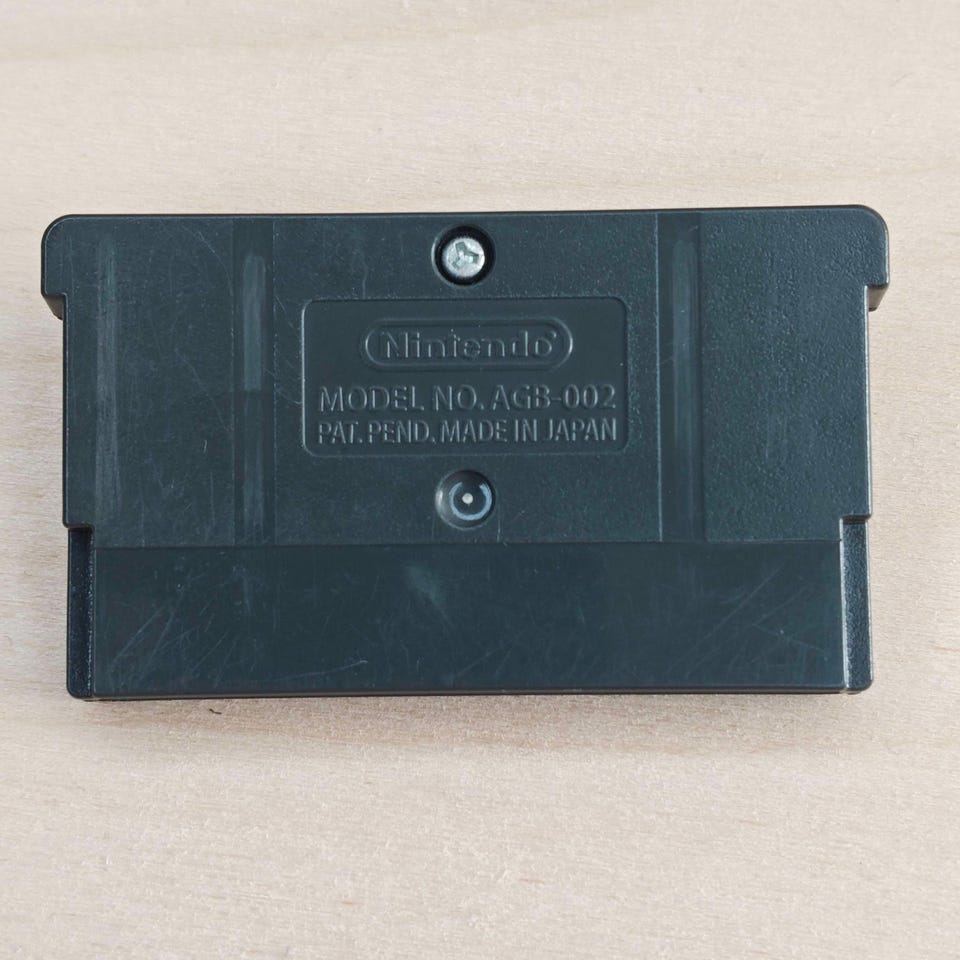 Nintendo®
MODEL NO. AGB-002
PAT. PEND. MADE IN JAPAN